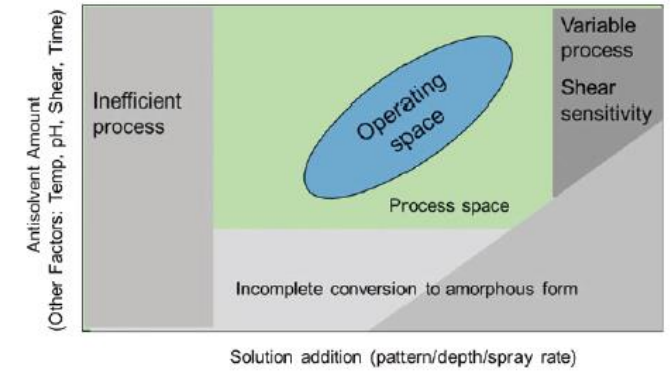 Antisolvent Amount
(Other Factors: Temp, pH, Shear, Time)
Inefficient
process
Operating
space
Variable
process
Shear
sensitivity
Process space
Incomplete conversion to amorphous form
Solution addition (pattern/depth/spray rate)